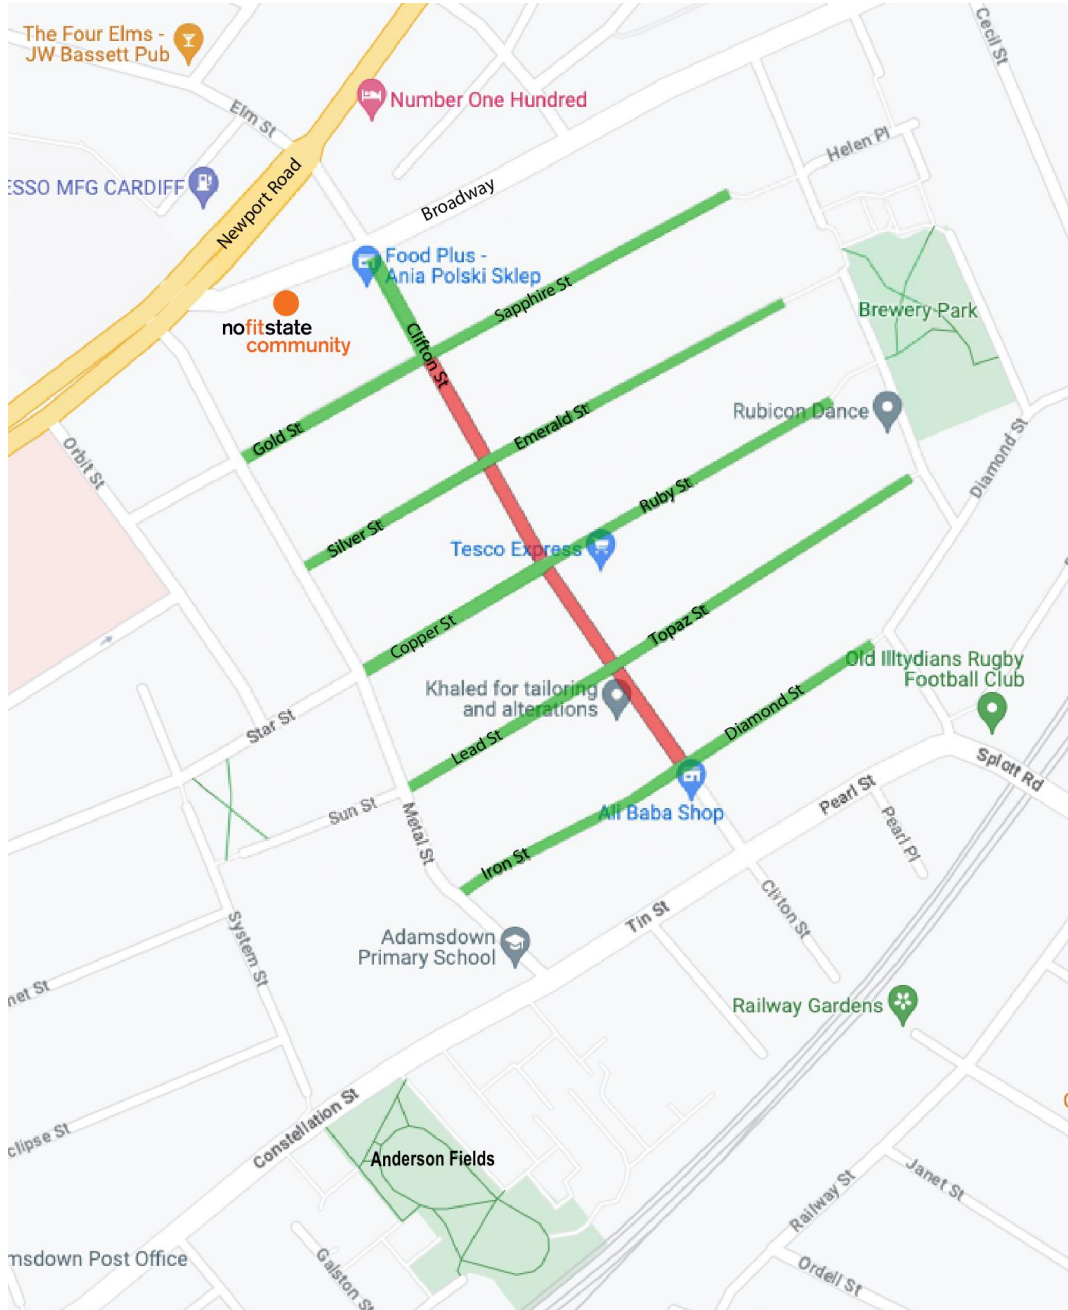 The Four Elms -
JW Bassett Pub
Cecil St
Number One Hundred
Elm St
Helen Pl
ESSO MFG CARDIFF
Newport Road
Broadway
Food Plus -
Ania Polski Sklep
Sapphire St
nofitstate
community
Brewery Park
Clifton St
Rubicon Dance
Emerald St
Gold St
Orbit St
Diamond St
Ruby St
Silver St
Tesco Express
Copper St
Topaz St
Old Illtydians Rugby
Football Club
Khaled for tailoring
and alterations
Diamond St
Star St
Lead St
Splott Rd
Pearl St
Ali Baba Shop
Sun St
Metal St
Pearl Pl
Iron St
Clifton St
Tin St
Adamsdown
Primary School
System St
net St
Railway Gardens
Constellation St
clipse St
Anderson Fields
Janet St
Railway St
msdown Post Office
Galston St
Ordell St